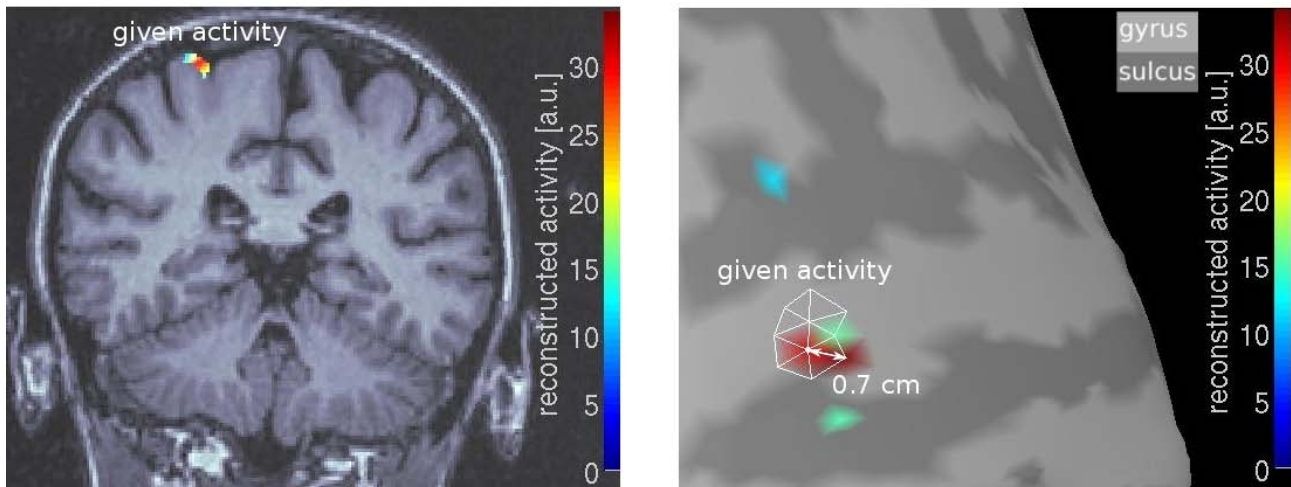 given activity
reconstructed activity [a.u.]
30
25
20
15
10
5
0
gyrus
sulcus
given activity
0.7 cm
reconstructed activity [a.u.]
30
25
20
15
10
5
0